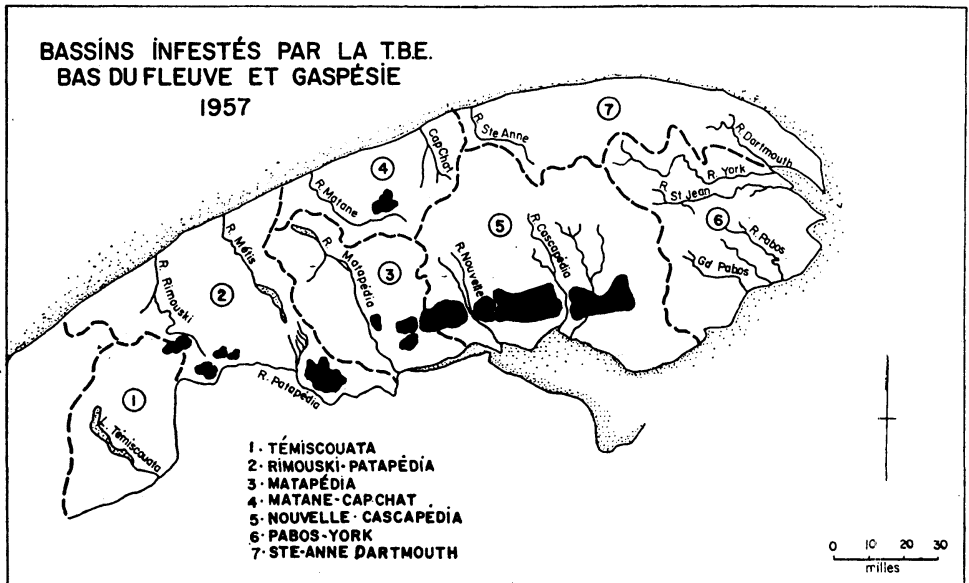 BASSINS INFESTÉS PAR LA T.B.E.
BAS DU FLEUVE ET GASPÉSIE
1957
7
R. Ste Anne
R. Dartmouth
Cap Chat
4
R. York
R. Matane
R. St Jean
6
5
R. Pabos
R. Cascapédia
R. Métis
R. Matapédia
3
R. Nouvelle
Gd Pabos
R. Rimouski
2
R. Patapédia
1
L. Témiscouata
1. TÉMISCOUATA
2. RIMOUSKI-PATAPÉDIA
3. MATAPÉDIA
4. MATANE-CAP CHAT
5. NOUVELLE-CASCAPÉDIA
6. PABOS-YORK
7. STE-ANNE DARTMOUTH
0 10 20 30
milles